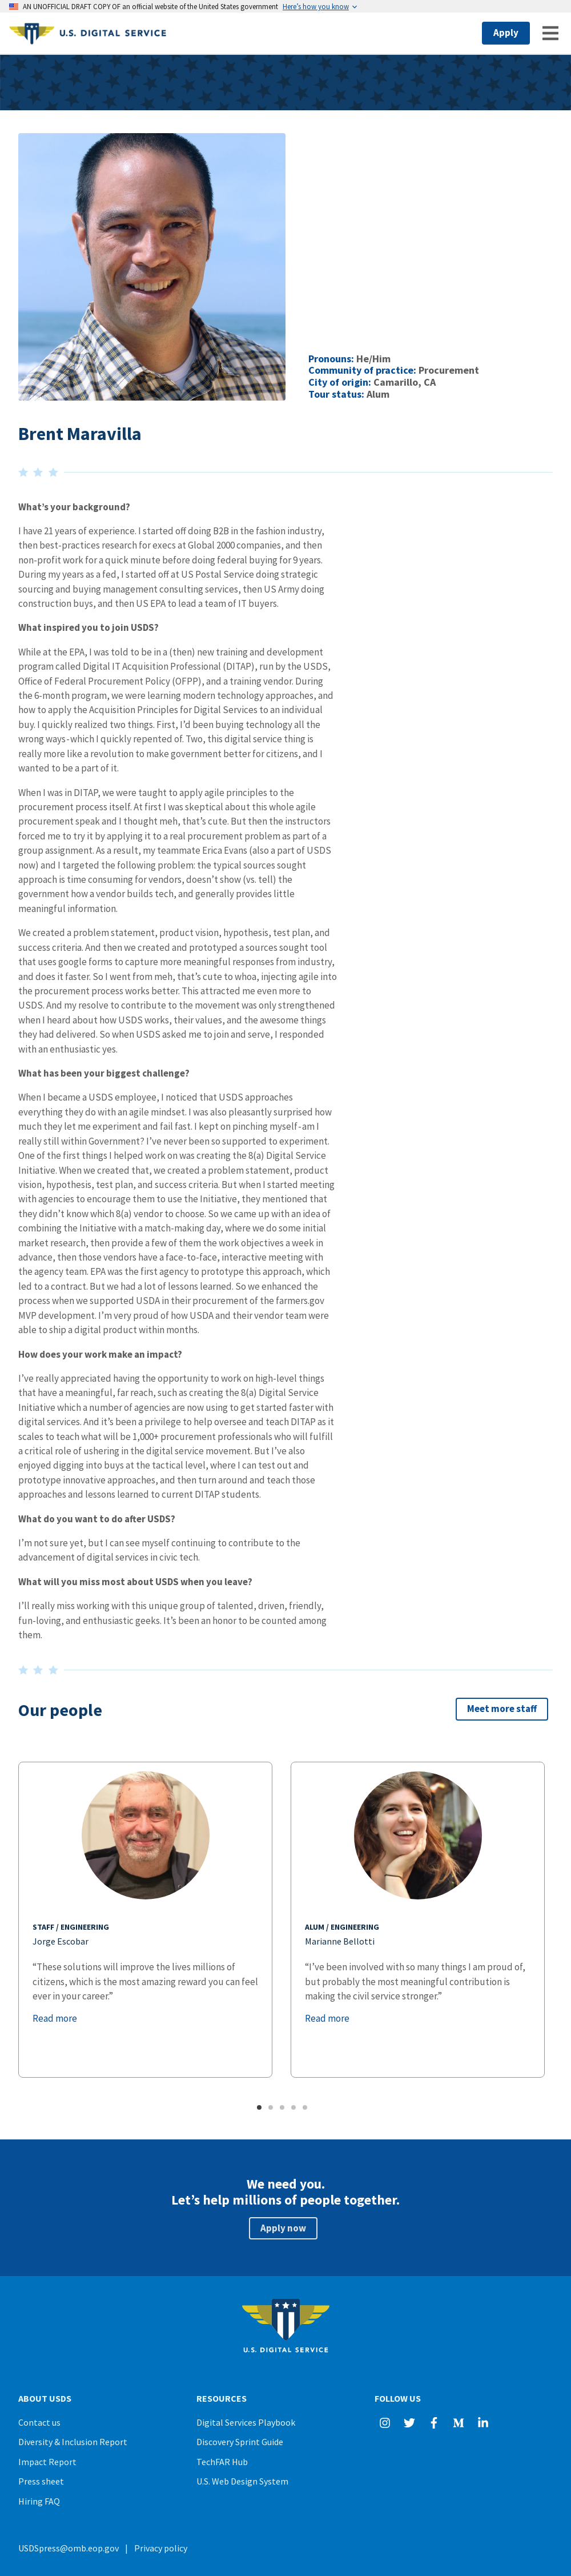 AN UNOFFICIAL DRAFT COPY OF an official website of the United States government Here's how you know
U.S. DIGITAL SERVICE
Apply
Pronouns: He/Him
Community of practice: Procurement
City of origin: Camarillo, CA
Tour status: Alum
Brent Maravilla
What’s your background?
I have 21 years of experience. I started off doing B2B in the fashion industry,
then best-practices research for execs at Global 2000 companies, and then
non-profit work for a quick minute before doing federal buying for 9 years.
During my years as a fed, I started off at US Postal Service doing strategic
sourcing and buying management consulting services, then US Army doing
construction buys, and then US EPA to lead a team of IT buyers.
What inspired you to join USDS?
While at the EPA, I was told to be in a (then) new training and development
program called Digital IT Acquisition Professional (DITAP), run by the USDS,
Office of Federal Procurement Policy (OFPP), and a training vendor. During
the 6-month program, we were learning modern technology approaches, and
how to apply the Acquisition Principles for Digital Services to an individual
buy. I quickly realized two things. First, I’d been buying technology all the
wrong ways - which I quickly repented of. Two, this digital service thing is
really more like a revolution to make government better for citizens, and I
wanted to be a part of it.
When I was in DITAP, we were taught to apply agile principles to the
procurement process itself. At first I was skeptical about this whole agile
procurement speak and I thought meh, that’s cute. But then the instructors
forced me to try it by applying it to a real procurement problem as part of a
group assignment. As a result, my teammate Erica Evans (also a part of USDS
now) and I targeted the following problem: the typical sources sought
approach is time consuming for vendors, doesn’t show (vs. tell) the
government how a vendor builds tech, and generally provides little
meaningful information.
We created a problem statement, product vision, hypothesis, test plan, and
success criteria. And then we created and prototyped a sources sought tool
that uses google forms to capture more meaningful responses from industry,
and does it faster. So I went from meh, that’s cute to whoa, injecting agile into
the procurement process works better. This attracted me even more to
USDS. And my resolve to contribute to the movement was only strengthened
when I heard about how USDS works, their values, and the awesome things
they had delivered. So when USDS asked me to join and serve, I responded
with an enthusiastic yes.
What has been your biggest challenge?
When I became a USDS employee, I noticed that USDS approaches
everything they do with an agile mindset. I was also pleasantly surprised how
much they let me experiment and fail fast. I kept on pinching myself - am I
really still within Government? I’ve never been so supported to experiment.
One of the first things I helped work on was creating the 8(a) Digital Service
Initiative. When we created that, we created a problem statement, product
vision, hypothesis, test plan, and success criteria. But when I started meeting
with agencies to encourage them to use the Initiative, they mentioned that
they didn’t know which 8(a) vendor to choose. So we came up with an idea of
combining the Initiative with a match-making day, where we do some initial
market research, then provide a few of them the work objectives a week in
advance, then those vendors have a face-to-face, interactive meeting with
the agency team. EPA was the first agency to prototype this approach, which
led to a contract. But we had a lot of lessons learned. So we enhanced the
process when we supported USDA in their procurement of the farmers.gov
MVP development. I’m very proud of how USDA and their vendor team were
able to ship a digital product within months.
How does your work make an impact?
I’ve really appreciated having the opportunity to work on high-level things
that have a meaningful, far reach, such as creating the 8(a) Digital Service
Initiative which a number of agencies are now using to get started faster with
digital services. And it’s been a privilege to help oversee and teach DITAP as it
scales to teach what will be 1,000+ procurement professionals who will fulfill
a critical role of ushering in the digital service movement. But I’ve also
enjoyed digging into buys at the tactical level, where I can test out and
prototype innovative approaches, and then turn around and teach those
approaches and lessons learned to current DITAP students.
What do you want to do after USDS?
I’m not sure yet, but I can see myself continuing to contribute to the
advancement of digital services in civic tech.
What will you miss most about USDS when you leave?
I’ll really miss working with this unique group of talented, driven, friendly,
fun-loving, and enthusiastic geeks. It’s been an honor to be counted among
them.
Our people
Meet more staff
STAFF / ENGINEERING
Jorge Escobar
“These solutions will improve the lives millions of
citizens, which is the most amazing reward you can feel
ever in your career.”
Read more
ALUM / ENGINEERING
Marianne Bellotti
“I’ve been involved with so many things I am proud of,
but probably the most meaningful contribution is
making the civil service stronger.”
Read more
We need you.
Let’s help millions of people together.
Apply now
U.S. DIGITAL SERVICE
ABOUT USDS
Contact us
Diversity & Inclusion Report
Impact Report
Press sheet
Hiring FAQ
RESOURCES
Digital Services Playbook
Discovery Sprint Guide
TechFAR Hub
U.S. Web Design System
FOLLOW US
USDSpress@omb.eop.gov | Privacy policy